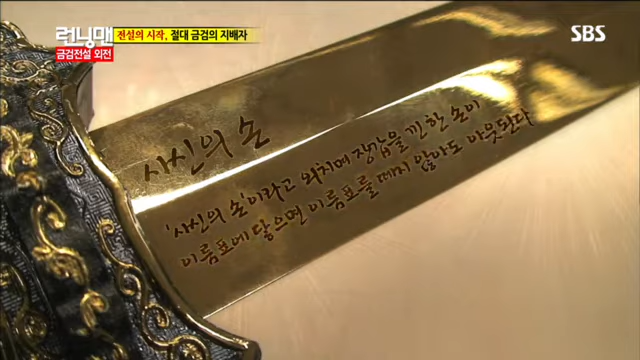 런닝맨 전설의 시작, 절대 금검의 지배자
금검전설 외전
SBS
사신의 손
'사신의 손'이라고 외치며 장갑을 낀 한 손이
이름표에 닿으면 이름표를 떼지 않아도 아웃된다